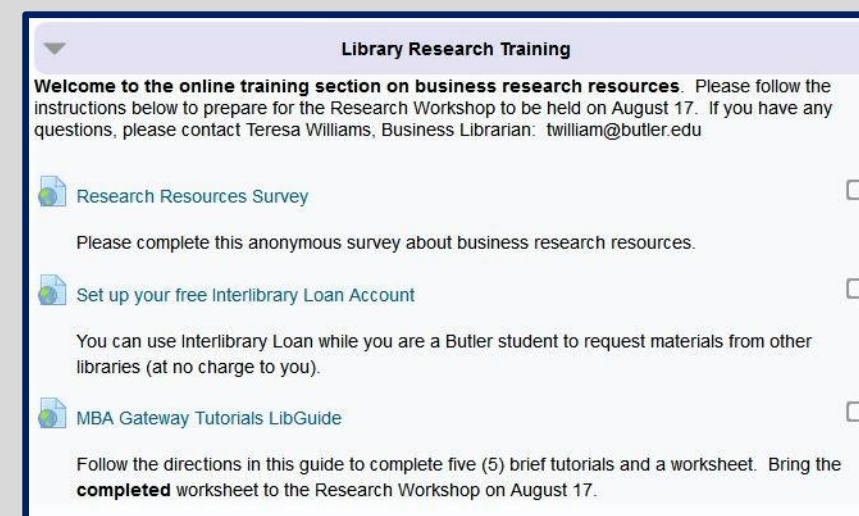 Library Research Training
Welcome to the online training section on business research resources. Please follow the
instructions below to prepare for the Research Workshop to be held on August 17. If you have any
questions, please contact Teresa Williams, Business Librarian: twilliam@butler.edu
Research Resources Survey
Please complete this anonymous survey about business research resources.
Set up your free Interlibrary Loan Account
You can use Interlibrary Loan while you are a Butler student to request materials from other
libraries (at no charge to you).
MBA Gateway Tutorials LibGuide
Follow the directions in this guide to complete five (5) brief tutorials and a worksheet. Bring the
completed worksheet to the Research Workshop on August 17.